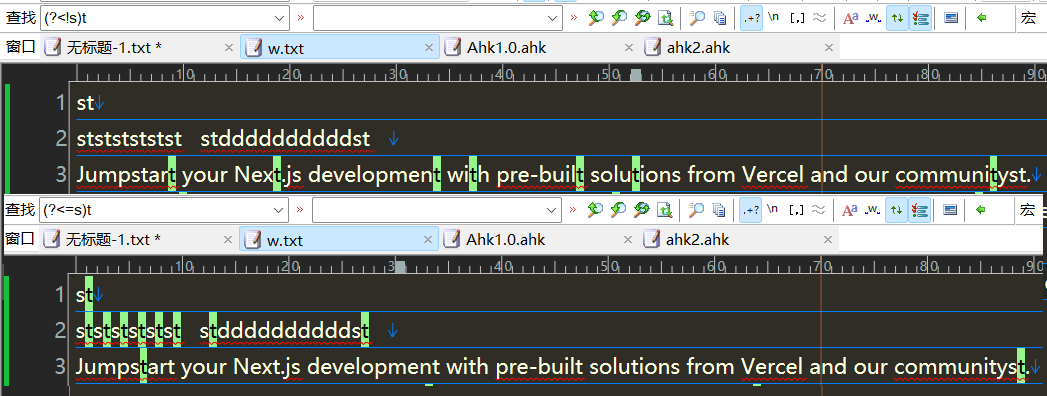 查找 (?<!s)t » » .+? \n [,] ≈ Aa .w. 宏
窗口 无标题-1.txt * × w.txt × Ahk1.0.ahk × ahk2.ahk ×
10 20 30 40 50 60 70 80 90
1 st↓
2 stststststst stddddddddddst ↓
3 Jumpstart your Next.js development with pre-built solutions from Vercel and our communityst.↓
查找 (?<=s)t » » .+? \n [,] ≈ Aa .w. 宏
窗口 无标题-1.txt * × w.txt × Ahk1.0.ahk × ahk2.ahk ×
10 20 30 40 50 60 70 80 90
1 st↓
2 stststststst stddddddddddst ↓
3 Jumpstart your Next.js development with pre-built solutions from Vercel and our communityst.↓